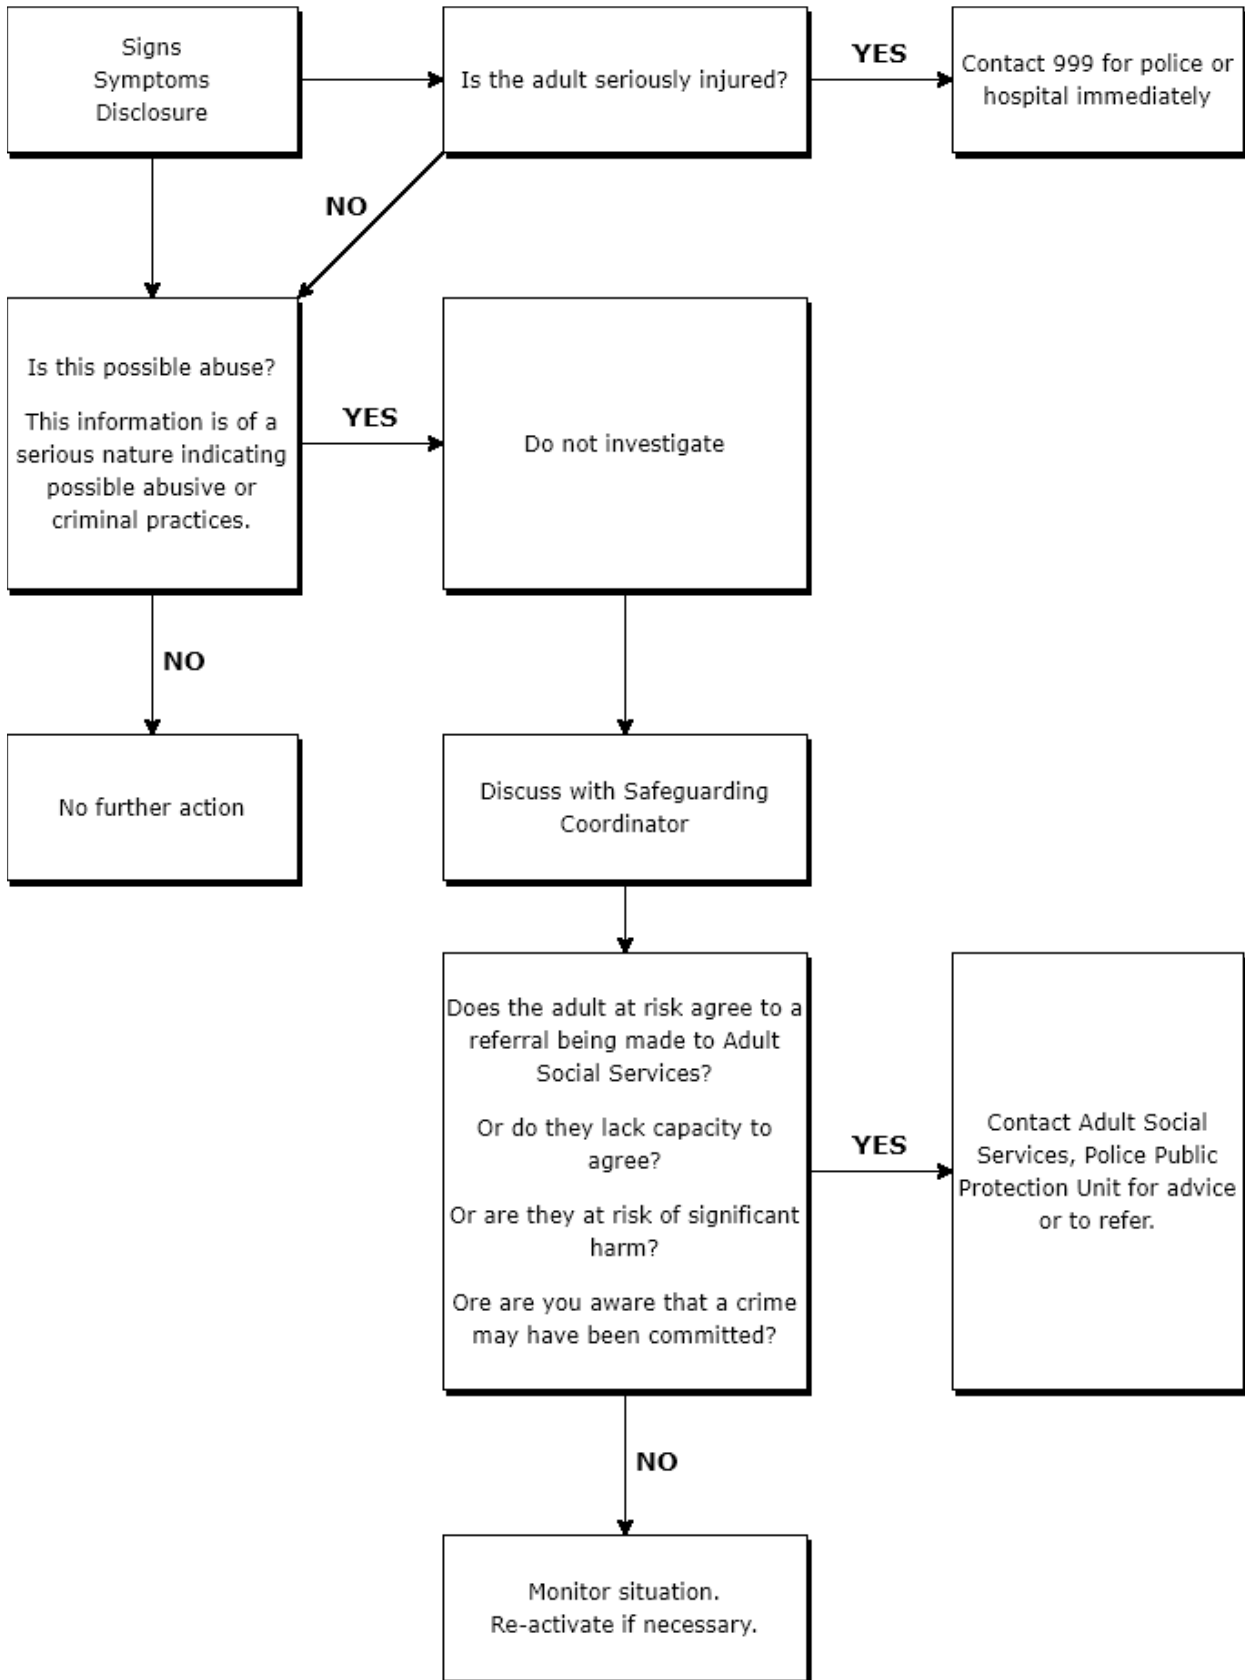 Signs
Symptoms
Disclosure
Is the adult seriously injured?
YES
Contact 999 for police or
hospital immediately
NO
Is this possible abuse?
This information is of a
serious nature indicating
possible abusive or
criminal practices.
YES
Do not investigate
NO
No further action
Discuss with Safeguarding
Coordinator
Does the adult at risk agree to a
referral being made to Adult
Social Services?
Or do they lack capacity to
agree?
Or are they at risk of significant
harm?
Ore are you aware that a crime
may have been committed?
YES
Contact Adult Social
Services, Police Public
Protection Unit for advice
or to refer.
NO
Monitor situation.
Re-activate if necessary.